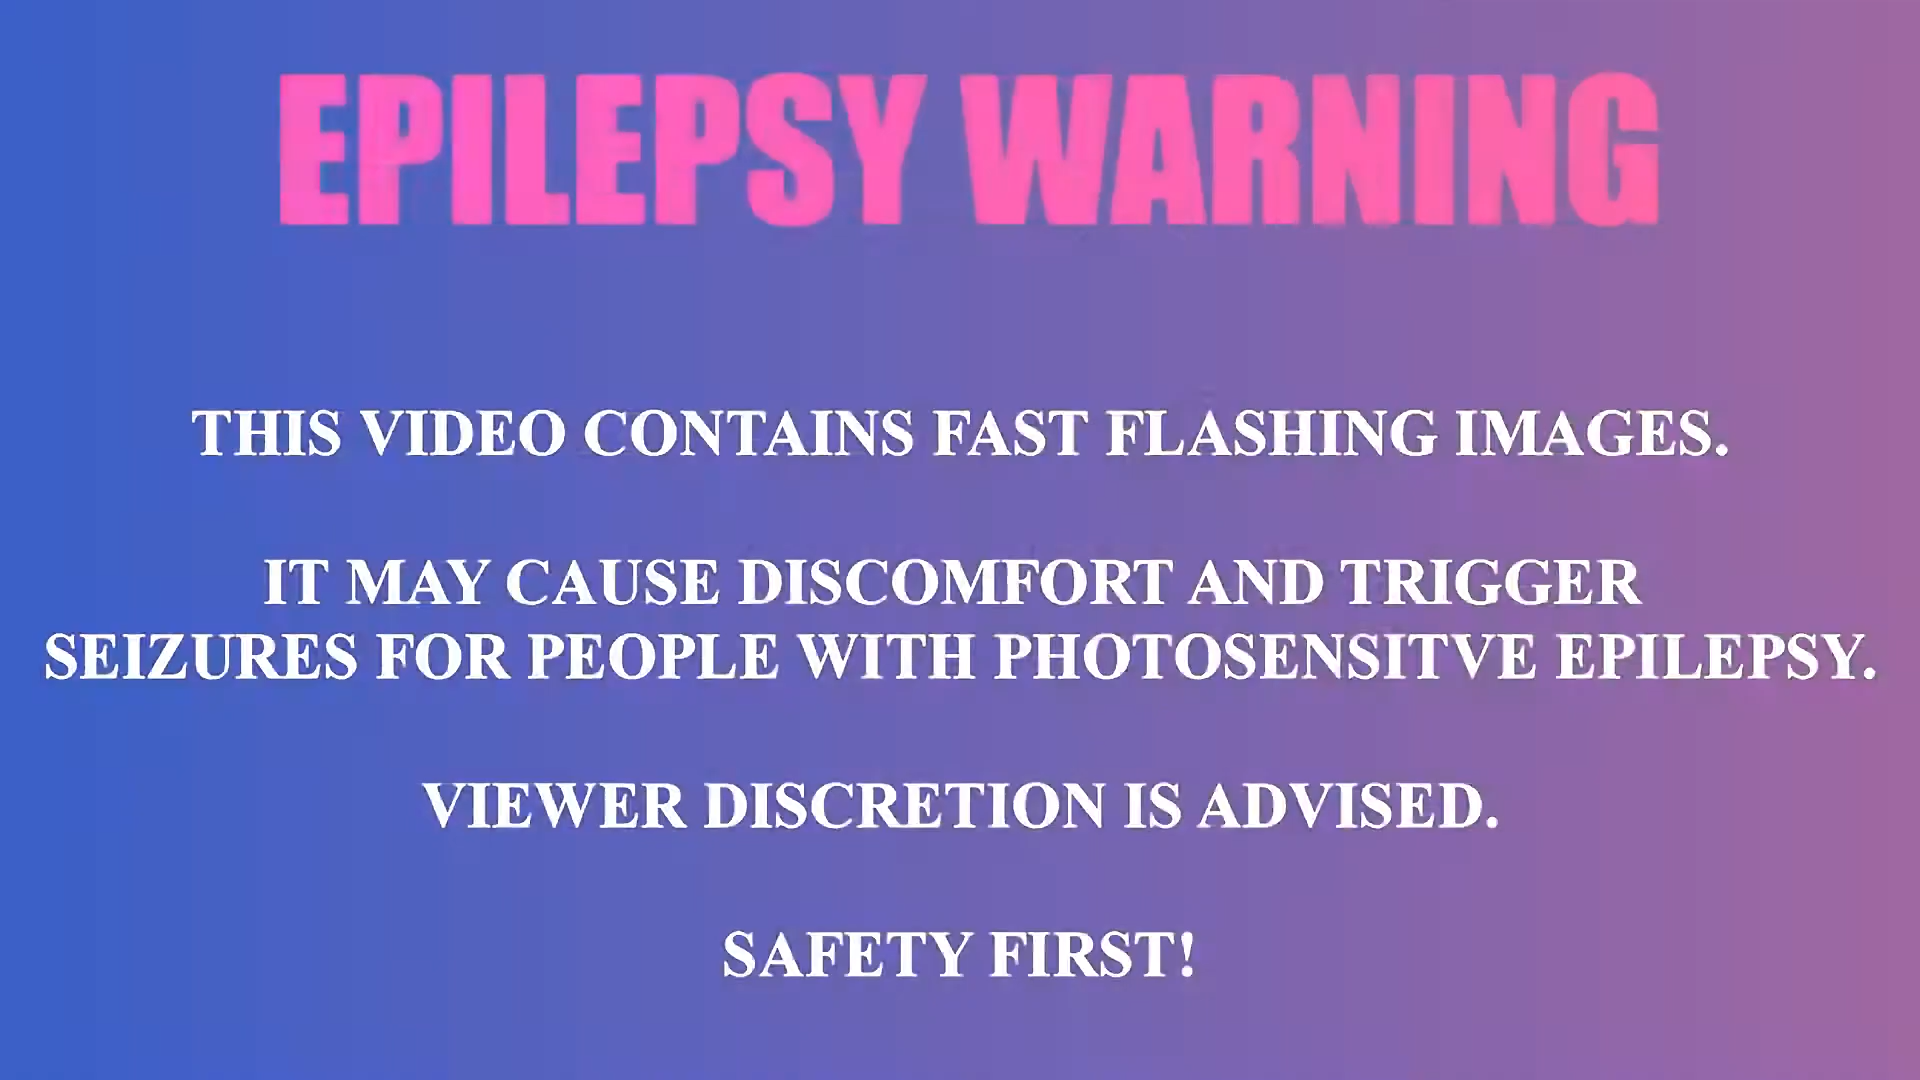 EPILEPSY WARNING
THIS VIDEO CONTAINS FAST FLASHING IMAGES.
IT MAY CAUSE DISCOMFORT AND TRIGGER
SEIZURES FOR PEOPLE WITH PHOTOSENSITVE EPILEPSY.
VIEWER DISCRETION IS ADVISED.
SAFETY FIRST!